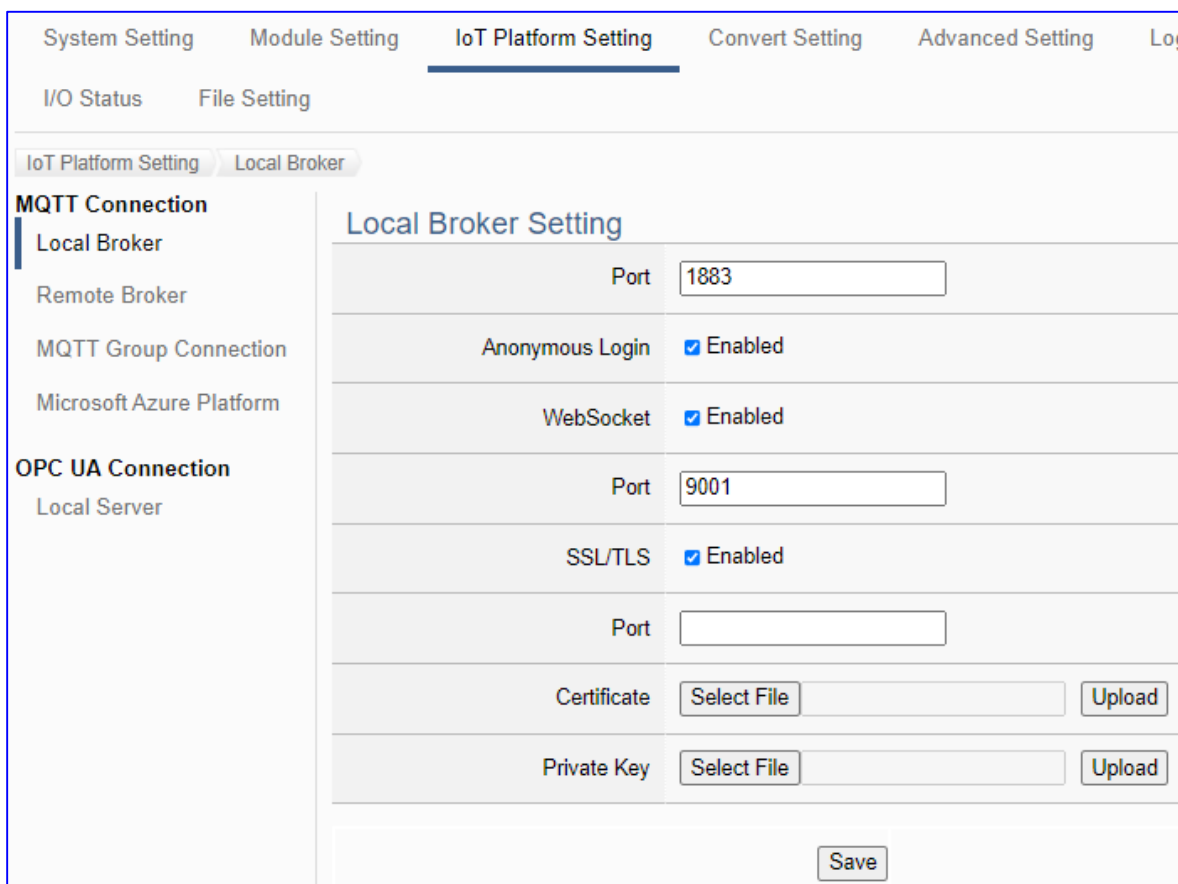 System Setting Module Setting IoT Platform Setting Convert Setting Advanced Setting
I/O Status File Setting
IoT Platform Setting Local Broker
MQTT Connection
Local Broker
Remote Broker
MQTT Group Connection
Microsoft Azure Platform
OPC UA Connection
Local Server
Local Broker Setting
Port 1883
Anonymous Login Enabled
WebSocket Enabled
Port 9001
SSL/TLS Enabled
Port
Certificate Select File Upload
Private Key Select File Upload
Save